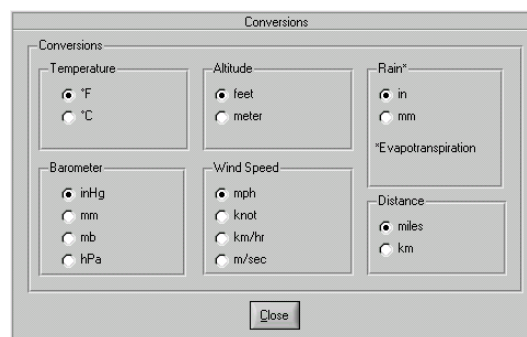 Conversions
Conversions
Temperature
°F
°C
Altitude
feet
meter
Rain*
in
mm
*Evapotranspiration
Barometer
inHg
mm
mb
hPa
Wind Speed
mph
knot
km/hr
m/sec
Distance
miles
km
Close